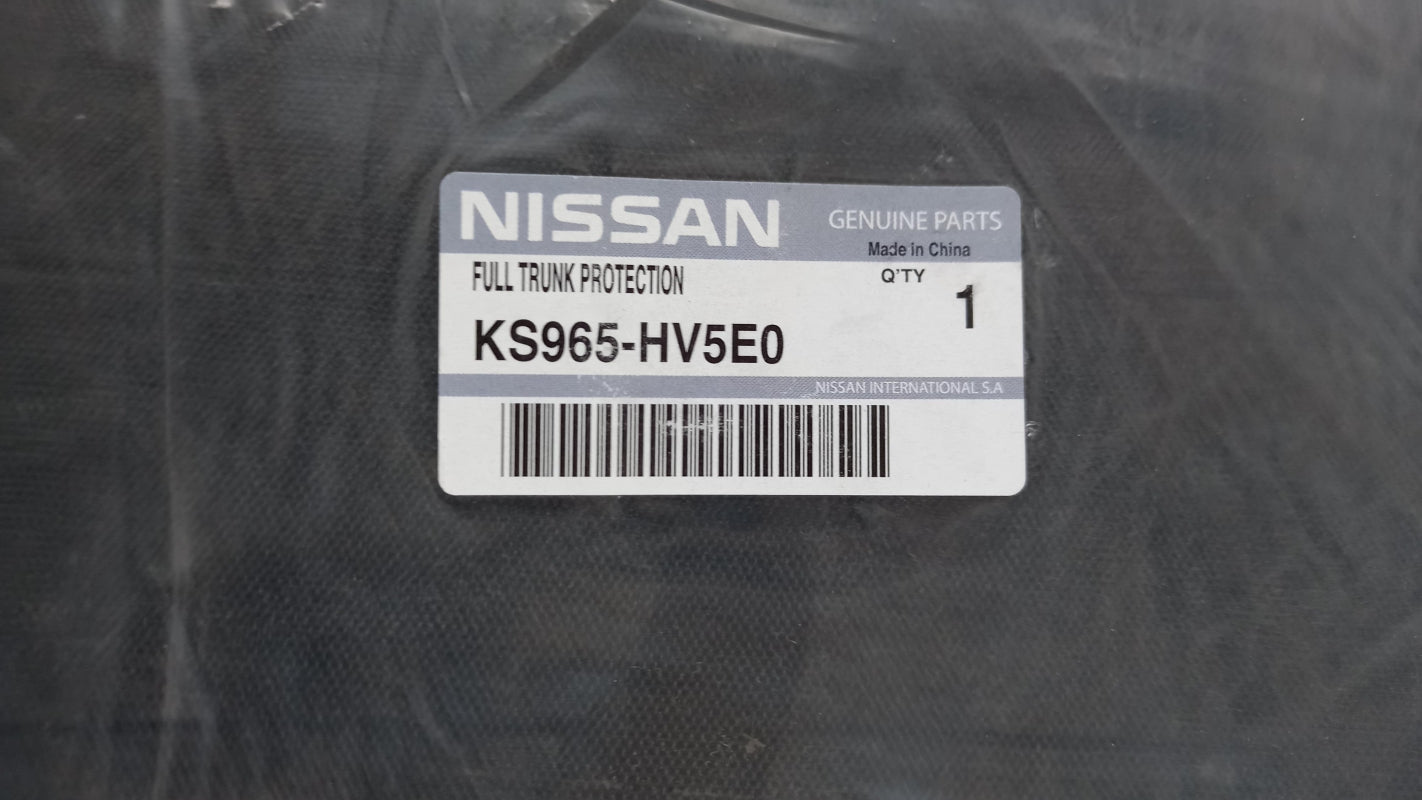 NISSAN
GENUINE PARTS
Made in China
FULL TRUNK PROTECTION
Q'TY
1
KS965-HV5E0
NISSAN INTERNATIONAL S.A